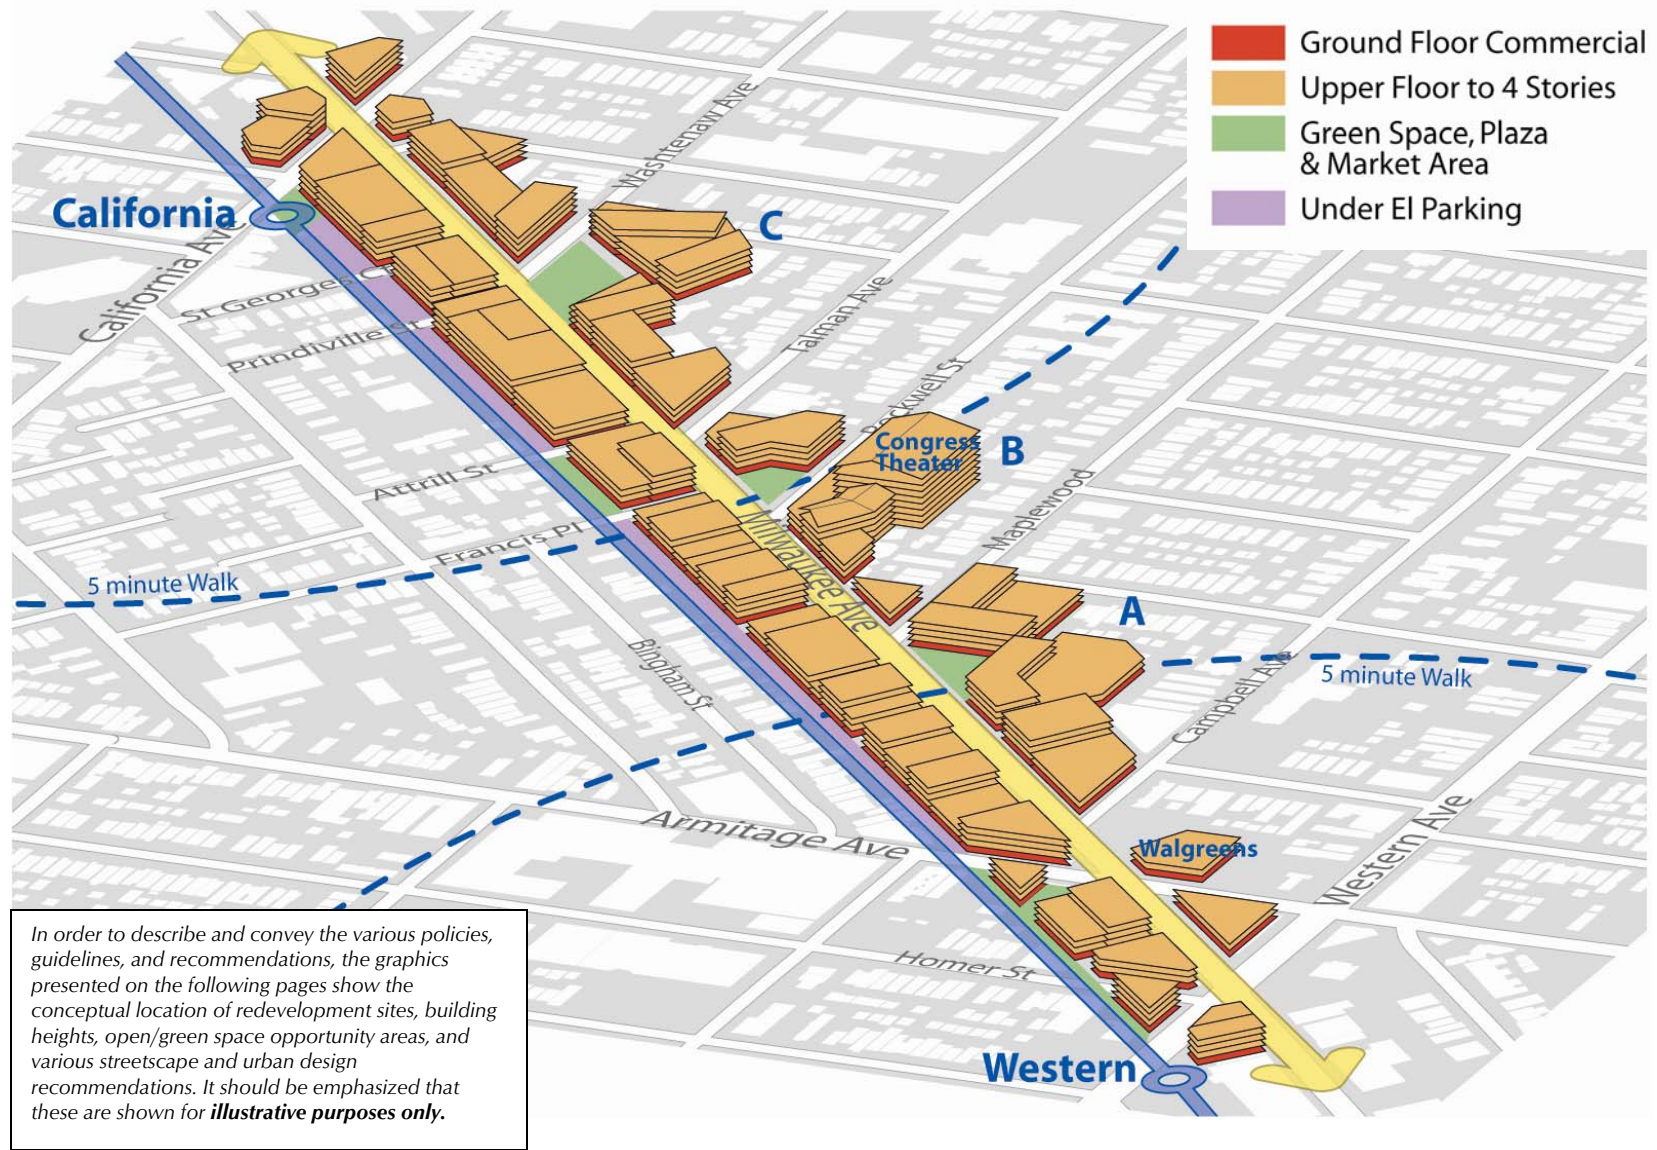 Ground Floor Commercial
Upper Floor to 4 Stories
Green Space, Plaza
& Market Area
Under El Parking
Washtenaw Ave
California
California Ave
C
St Georges Ct
Talman Ave
Prindiville St
Rockwell St
Congress
Theater
B
Attrill St
Maplewood
Milwaukee Ave
Francis Pl
5 minute Walk
A
Bingham St
Campbell Ave
5 minute Walk
Armitage Ave
Walgreens
Western Ave
Homer St
Western
In order to describe and convey the various policies,
guidelines, and recommendations, the graphics
presented on the following pages show the
conceptual location of redevelopment sites, building
heights, open/green space opportunity areas, and
various streetscape and urban design
recommendations. It should be emphasized that
these are shown for illustrative purposes only.